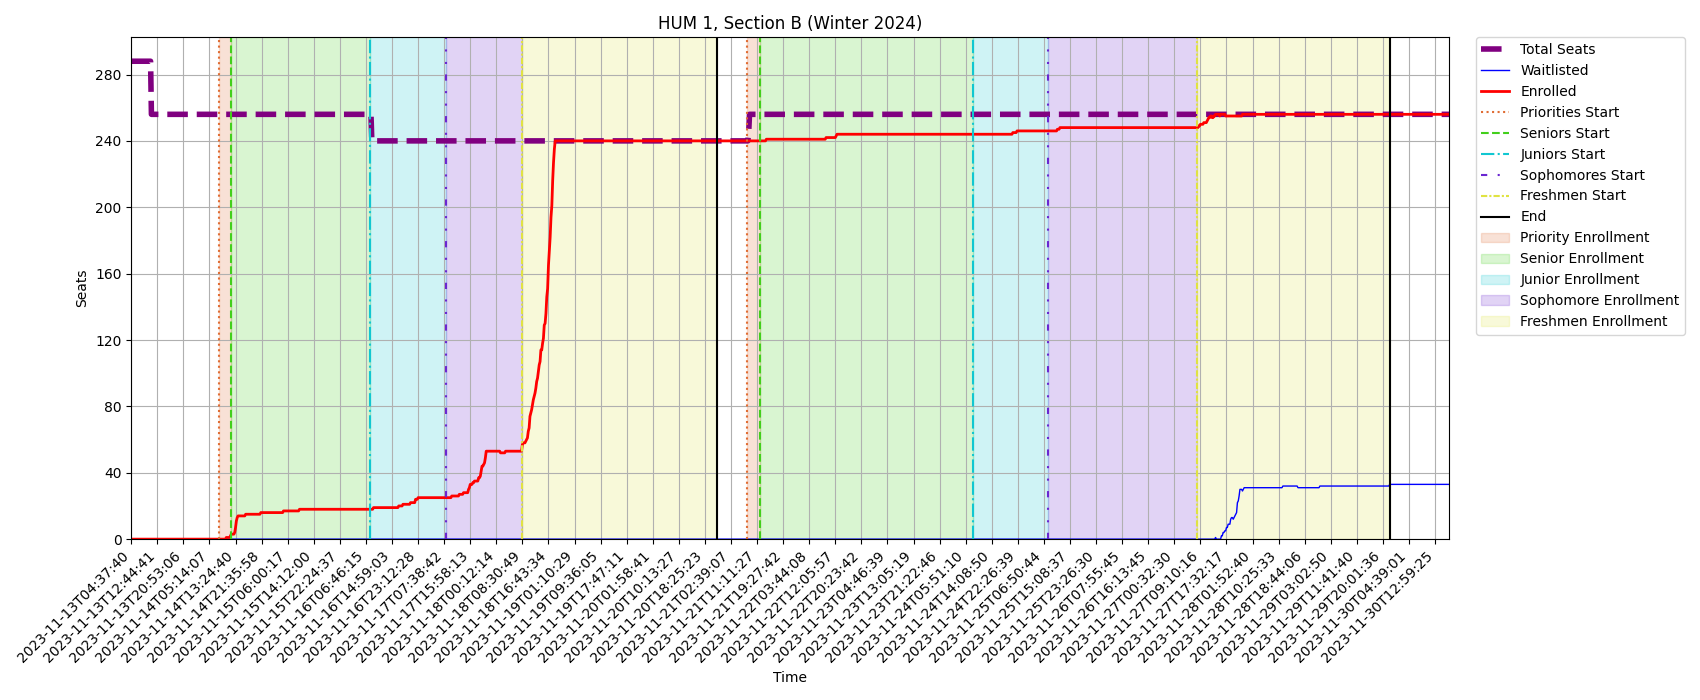 HUM 1, Section B (Winter 2024)
Seats
280
240
200
160
120
80
40
0
2023-11-13T04:37:40
2023-11-13T12:44:41
2023-11-13T20:53:06
2023-11-14T05:14:07
2023-11-14T13:24:40
2023-11-14T21:35:58
2023-11-15T06:00:17
2023-11-15T14:12:00
2023-11-15T22:24:37
2023-11-16T06:46:15
2023-11-16T14:59:03
2023-11-16T23:12:28
2023-11-17T07:38:42
2023-11-17T15:58:13
2023-11-18T00:12:14
2023-11-18T08:30:49
2023-11-18T16:43:34
2023-11-19T01:10:29
2023-11-19T09:36:05
2023-11-19T17:47:11
2023-11-20T01:58:41
2023-11-20T10:13:27
2023-11-20T18:25:23
2023-11-21T02:39:07
2023-11-21T11:11:27
2023-11-21T19:27:42
2023-11-22T03:44:08
2023-11-22T12:05:57
2023-11-22T20:23:42
2023-11-23T04:46:39
2023-11-23T13:05:19
2023-11-23T21:22:46
2023-11-24T05:51:10
2023-11-24T14:08:50
2023-11-24T22:26:39
2023-11-25T06:50:44
2023-11-25T15:08:37
2023-11-25T23:26:30
2023-11-26T07:55:45
2023-11-26T16:13:45
2023-11-27T00:32:30
2023-11-27T09:10:16
2023-11-27T17:32:17
2023-11-28T01:52:40
2023-11-28T10:25:33
2023-11-28T18:44:06
2023-11-29T03:02:50
2023-11-29T11:41:40
2023-11-29T20:01:36
2023-11-30T04:39:01
2023-11-30T12:59:25
Time
Total Seats
Waitlisted
Enrolled
Priorities Start
Seniors Start
Juniors Start
Sophomores Start
Freshmen Start
End
Priority Enrollment
Senior Enrollment
Junior Enrollment
Sophomore Enrollment
Freshmen Enrollment